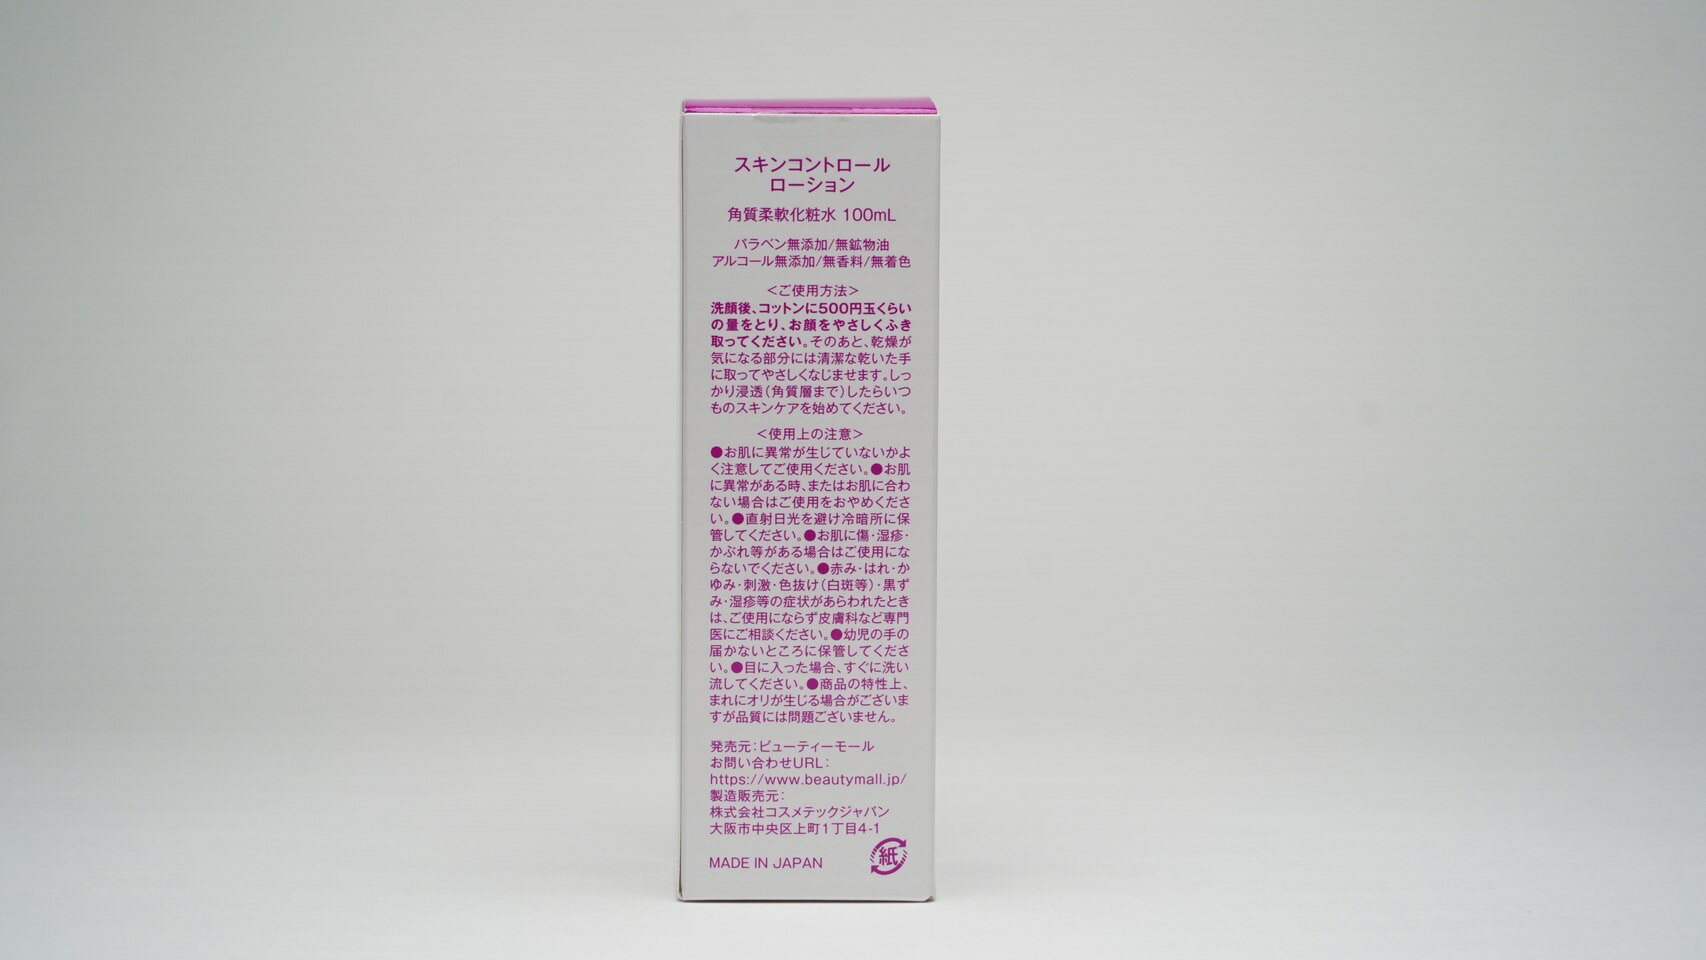 スキンコントロール
ローション
角質柔軟化粧水 100mL
パラベン無添加/無鉱物油
アルコール無添加/無香料/無着色
＜ご使用方法＞
洗顔後、コットンに500円玉くらい
の量をとり、お顔をやさしくふき
取ってください。そのあと、乾燥が
気になる部分には清潔な乾いた手
に取ってやさしくなじませます。しっ
かり浸透（角質層まで）したらいつ
ものスキンケアを始めてください。
＜使用上の注意＞
●お肌に異常が生じていないかよ
く注意してご使用ください。●お肌
に異常がある時、またはお肌に合わ
ない場合はご使用をおやめくださ
い。●直射日光を避け冷暗所に保
管してください。●お肌に傷・湿疹・
かぶれ等がある場合はご使用にな
らないでください。●赤み・はれ・か
ゆみ・刺激・色抜け（白斑等）・黒ず
み・湿疹等の症状があらわれたとき
は、ご使用にならず皮膚科など専門
医にご相談ください。●幼児の手の
届かないところに保管してくださ
い。●目に入った場合、すぐに洗い
流してください。●商品の特性上、
まれにオリが生じる場合がございま
すが品質には問題ございません。
発売元：ビューティーモール
お問い合わせURL：
https://www.beautymall.jp/
製造販売元：
株式会社コスメテックジャパン
大阪市中央区上町1丁目4-1
紙
MADE IN JAPAN